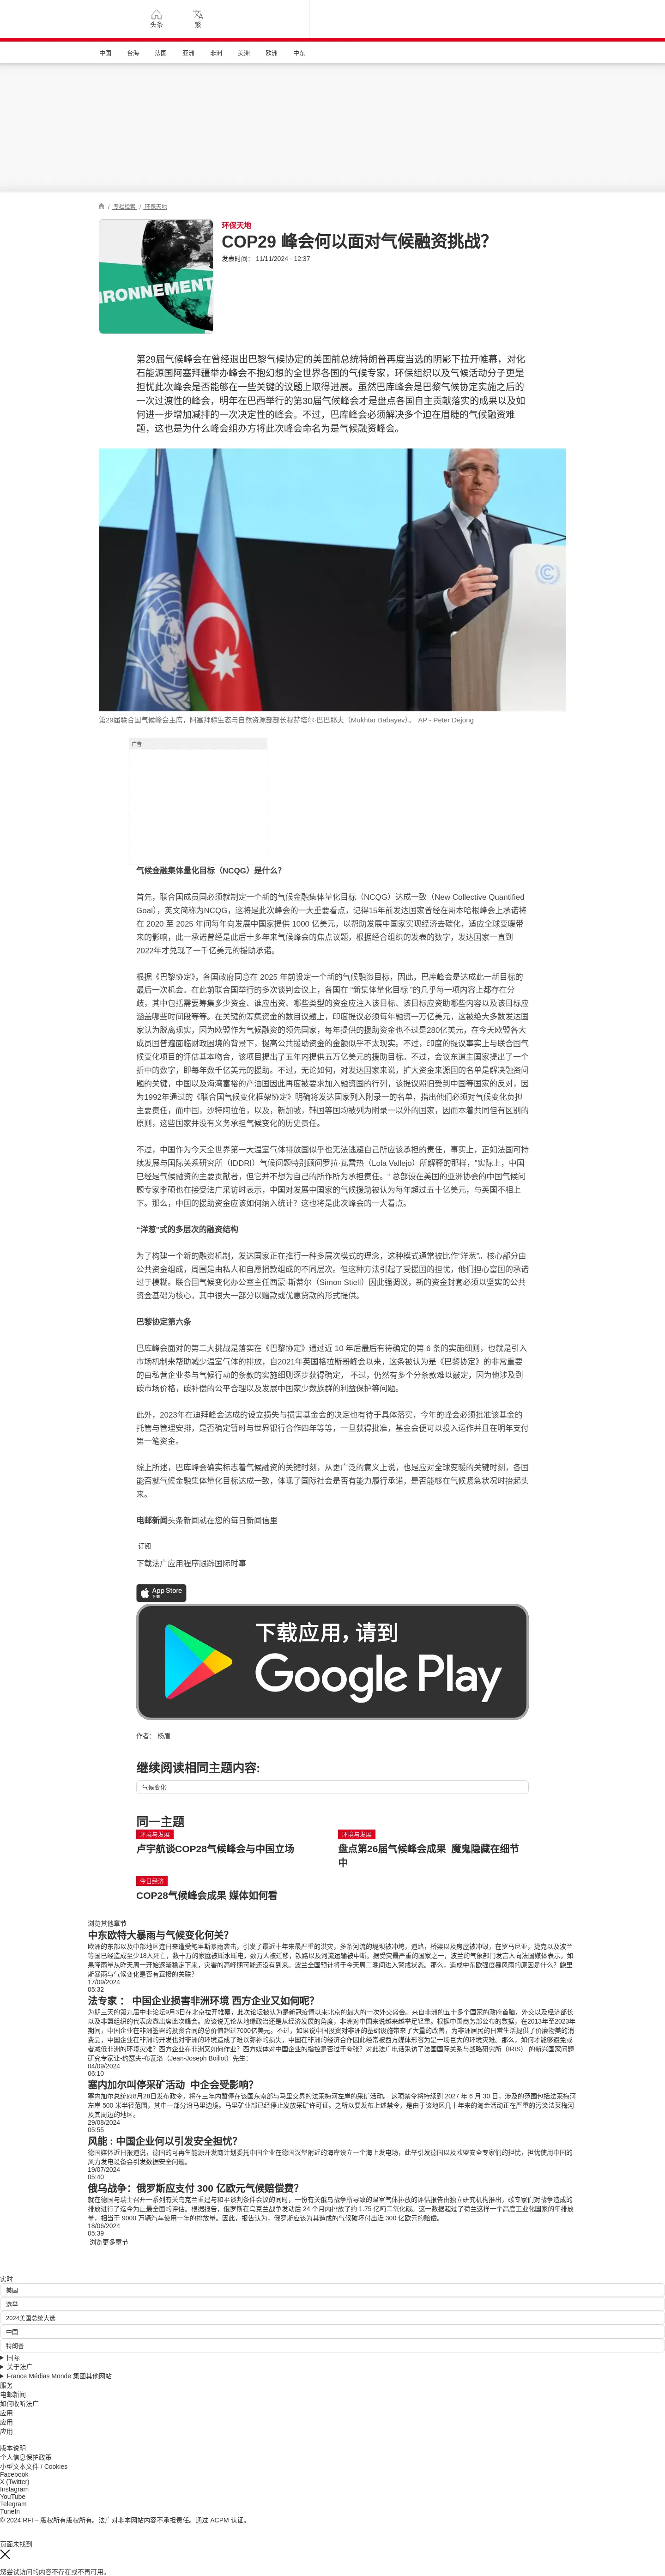 头条
繁
中国 台海 法国 亚洲 非洲 美洲 欧洲 中东
/ 专栏检索 / 环保天地
环保天地
COP29 峰会何以面对气候融资挑战？
发表时间： 11/11/2024 - 12:37
IRONNEMENT
第29届气候峰会在曾经退出巴黎气候协定的美国前总统特朗普再度当选的阴影下拉开帷幕，对化
石能源国阿塞拜疆举办峰会不抱幻想的全世界各国的气候专家，环保组织以及气候活动分子更是
担忧此次峰会是否能够在一些关键的议题上取得进展。虽然巴库峰会是巴黎气候协定实施之后的
一次过渡性的峰会，明年在巴西举行的第30届气候峰会才是盘点各国自主贡献落实的成果以及如
何进一步增加减排的一次决定性的峰会。不过，巴库峰会必须解决多个迫在眉睫的气候融资难
题，这也是为什么峰会组办方将此次峰会命名为是气候融资峰会。
第29届联合国气候峰会主席，阿塞拜疆生态与自然资源部部长穆赫塔尔·巴巴耶夫（Mukhtar Babayev）。 AP - Peter Dejong
广告
气候金融集体量化目标（NCQG）是什么？
首先，联合国成员国必须就制定一个新的气候金融集体量化目标（NCQG）达成一致（New Collective Quantified
Goal），英文简称为NCQG，这将是此次峰会的一大重要看点，记得15年前发达国家曾经在哥本哈根峰会上承诺将
在 2020 至 2025 年间每年向发展中国家提供 1000 亿美元，以帮助发展中国家实现经济去碳化，适应全球变暖带
来的影响，此一承诺曾经是此后十多年来气候峰会的焦点议题，根据经合组织的发表的数字，发达国家一直到
2022年才兑现了一千亿美元的援助承诺。
根据《巴黎协定》，各国政府同意在 2025 年前设定一个新的气候融资目标，因此，巴库峰会是达成此一新目标的
最后一次机会。在此前联合国举行的多次谈判会议上，各国在 “新集体量化目标 ”的几乎每一项内容上都存在分
歧，其中包括需要筹集多少资金、谁应出资、哪些类型的资金应注入该目标、该目标应资助哪些内容以及该目标应
涵盖哪些时间段等等。在关键的筹集资金的数目议题上，印度提议必须每年融资一万亿美元，这被绝大多数发达国
家认为脱离现实，因为欧盟作为气候融资的领先国家，每年提供的援助资金也不过是280亿美元，在今天欧盟各大
成员国普遍面临财政困境的背景下，提高公共援助资金的金额似乎不太现实。不过，印度的提议事实上与联合国气
候变化项目的评估基本吻合，该项目提出了五年内提供五万亿美元的援助目标。不过，会议东道主国家提出了一个
折中的数字，即每年数千亿美元的援助。不过，无论如何，对发达国家来说，扩大资金来源国的名单是解决融资问
题的关键，中国以及海湾富裕的产油国因此再度被要求加入融资国的行列，该提议照旧受到中国等国家的反对，因
为1992年通过的《联合国气候变化框架协定》明确将发达国家列入附录一的名单，指出他们必须对气候变化负担
主要责任，而中国，沙特阿拉伯，以及，新加坡，韩国等国均被列为附录一以外的国家，因而本着共同但有区别的
原则，这些国家并没有义务承担气候变化的历史责任。
不过，中国作为今天全世界第一大温室气体排放国似乎也无法逃避自己所应该承担的责任，事实上，正如法国可持
续发展与国际关系研究所（IDDRI）气候问题特别顾问罗拉·瓦雷热（Lola Vallejo）所解释的那样，“实际上，中国
已经是气候融资的主要贡献者，但它并不想为自己的所作所为承担责任。” 总部设在美国的亚洲协会的中国气候问
题专家李硕也在接受法广采访时表示，中国对发展中国家的气候援助被认为每年超过五十亿美元，与英国不相上
下。那么，中国的援助资金应该如何纳入统计？这也将是此次峰会的一大看点。
“洋葱”式的多层次的融资结构
为了构建一个新的融资机制，发达国家正在推行一种多层次模式的理念，这种模式通常被比作“洋葱”。核心部分由
公共资金组成，周围是由私人和自愿捐款组成的不同层次。但这种方法引起了受援国的担忧，他们担心富国的承诺
过于模糊。联合国气候变化办公室主任西蒙-斯蒂尔（Simon Stiell）因此强调说，新的资金封套必须以坚实的公共
资金基础为核心，其中很大一部分以赠款或优惠贷款的形式提供。
巴黎协定第六条
巴库峰会面对的第二大挑战是落实在《巴黎协定》通过近 10 年后最后有待确定的第 6 条的实施细则，也就是引入
市场机制来帮助减少温室气体的排放，自2021年英国格拉斯哥峰会以来，这条被认为是《巴黎协定》的非常重要
的由私营企业参与气候行动的条款的实施细则逐步获得确定， 不过，仍然有多个分条款难以敲定，因为他涉及到
碳市场价格，碳补偿的公平合理以及发展中国家少数族群的利益保护等问题。
此外，2023年在迪拜峰会达成的设立损失与损害基金会的决定也有待于具体落实，今年的峰会必须批准该基金的
托管与管理安排，是否确定暂时与世界银行合作四年等等，一旦获得批准，基金会便可以投入运作并且在明年支付
第一笔资金。
综上所述，巴库峰会确实标志着气候融资的关键时刻，从更广泛的意义上说，也是应对全球变暖的关键时刻，各国
能否就气候金融集体量化目标达成一致，体现了国际社会是否有能力履行承诺，是否能够在气候紧急状况时抬起头
来。
电邮新闻头条新闻就在您的每日新闻信里
订阅
下载法广应用程序跟踪国际时事
App Store
下载
下载应用，请到
Google Play
作者： 杨眉
继续阅读相同主题内容:
气候变化
同一主题
环境与发展
卢宇航谈COP28气候峰会与中国立场
环境与发展
盘点第26届气候峰会成果 魔鬼隐藏在细节
中
今日经济
COP28气候峰会成果 媒体如何看
浏览其他章节
中东欧特大暴雨与气候变化何关？
欧洲的东部以及中部地区连日来遭受鲍里斯暴雨袭击，引发了最近十年来最严重的洪灾，多条河流的堤坝被冲垮，道路，桥梁以及房屋被冲毁，在罗马尼亚，捷克以及波兰
等国已经造成至少18人死亡，数十万的家庭被断水断电，数万人被迁移，铁路以及河流运输被中断。据受灾最严重的国家之一，波兰的气象部门发言人向法国媒体表示，如
果降雨量从昨天周一开始逐渐稳定下来，灾害的高峰期可能还没有到来。波兰全国预计将于今天周二晚间进入警戒状态。那么，造成中东欧强度暴风雨的原因是什么？鲍里
斯暴雨与气候变化是否有直接的关联？
17/09/2024
05:32
法专家 ： 中国企业损害非洲环境 西方企业又如何呢？
为期三天的第九届中非论坛9月3日在北京拉开帷幕，此次论坛被认为是新冠疫情以来北京的最大的一次外交盛会。来自非洲的五十多个国家的政府首脑，外交以及经济部长
以及非盟组织的代表应邀出席此次峰会。应该说无论从地缘政治还是从经济发展的角度，非洲对中国来说越来越举足轻重。根据中国商务部公布的数据，在2013年至2023年
期间，中国企业在非洲签署的投资合同的总价值超过7000亿美元。不过，如果说中国投资对非洲的基础设施带来了大量的改善，为非洲居民的日常生活提供了价廉物美的消
费品，中国企业在非洲的开发也对非洲的环境造成了难以弥补的损失，中国在非洲的经济合作因此经常被西方媒体形容为是一场巨大的环境灾难。那么，如何才能够避免或
者减低非洲的环境灾难？西方企业在非洲又如何作业？西方媒体对中国企业的指控是否过于夸张？对此法广电话采访了法国国际关系与战略研究所（IRIS） 的新兴国家问题
研究专家让-约瑟夫-布瓦洛（Jean-Joseph Boillot）先生：
04/09/2024
06:10
塞内加尔叫停采矿活动 中企会受影响？
塞内加尔总统府8月28日发布政令，将在三年内暂停在该国东南部与马里交界的法莱梅河左岸的采矿活动。 这项禁令将持续到 2027 年 6 月 30 日，涉及的范围包括法莱梅河
左岸 500 米半径范围，其中一部分沿马里边境。马里矿业部已经停止发放采矿许可证。之所以要发布上述禁令，是由于该地区几十年来的淘金活动正在严重的污染法莱梅河
及其周边的地区。
29/08/2024
05:55
风能 : 中国企业何以引发安全担忧？
德国媒体近日报道说，德国的可再生能源开发商计划委托中国企业在德国汉堡附近的海岸设立一个海上发电场，此举引发德国以及欧盟安全专家们的担忧，担忧使用中国的
风力发电设备会引发数据安全问题。
19/07/2024
05:40
俄乌战争：俄罗斯应支付 300 亿欧元气候赔偿费？
就在德国与瑞士召开一系列有关乌克兰重建与和平谈判条件会议的同时，一份有关俄乌战争所导致的温室气体排放的评估报告由独立研究机构推出，碳专家们对战争造成的
排放进行了迄今为止最全面的评估。根据报告，俄罗斯在乌克兰战争发动后 24 个月内排放了约 1.75 亿吨二氧化碳。这一数据超过了荷兰这样一个高度工业化国家的年排放
量，相当于 9000 万辆汽车使用一年的排放量。因此，报告认为，俄罗斯应该为其造成的气候破坏付出近 300 亿欧元的赔偿。
18/06/2024
05:39
浏览更多章节
实时
美国
选举
2024美国总统大选
中国
特朗普
国际
关于法广
France Médias Monde 集团其他网站
服务
电邮新闻
如何收听法广
应用
应用
应用
版本说明
个人信息保护政策
小型文本文件 / Cookies
Facebook
X (Twitter)
Instagram
YouTube
Telegram
TuneIn
© 2024 RFI – 版权所有版权所有。法广对非本网站内容不承担责任。通过 ACPM 认证。
页面未找到
您尝试访问的内容不存在或不再可用。